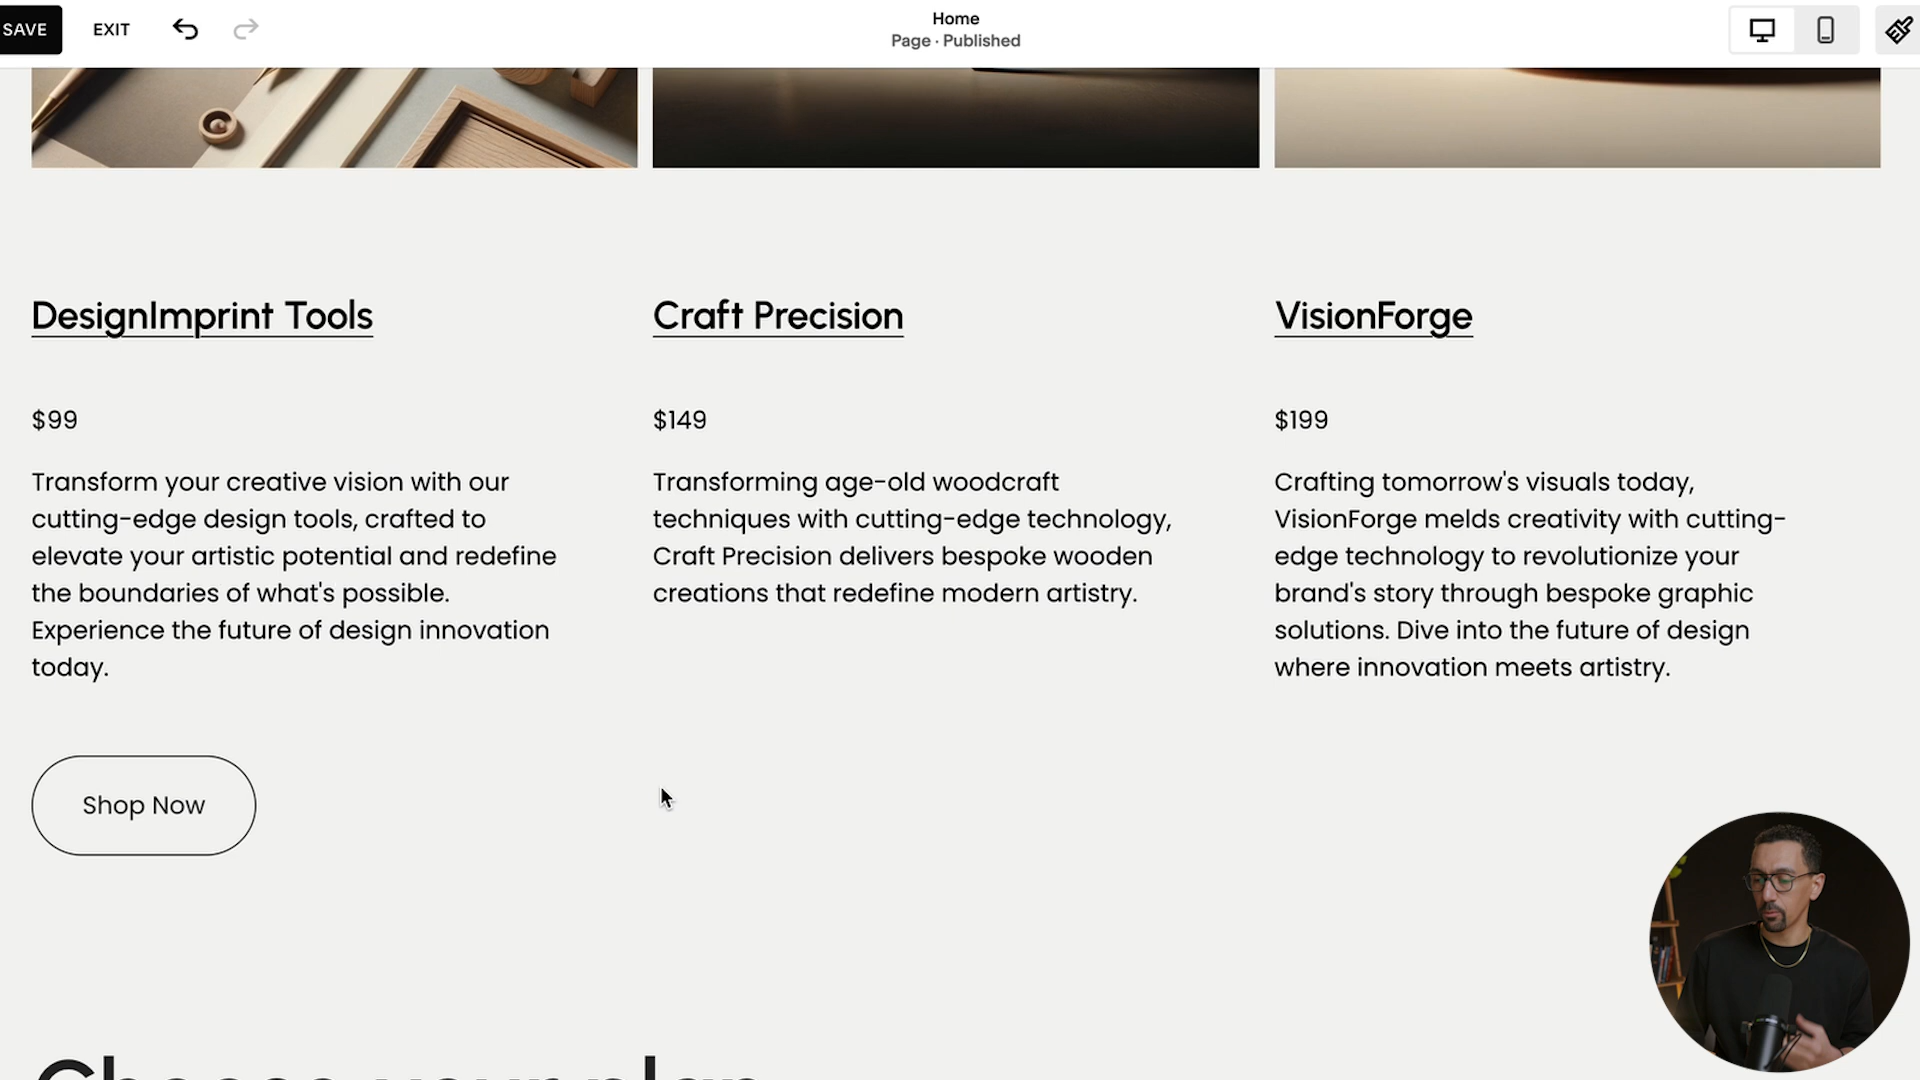 SAVE
EXIT
Home
Page · Published
DesignImprint Tools
$99
Transform your creative vision with our
cutting-edge design tools, crafted to
elevate your artistic potential and redefine
the boundaries of what's possible.
Experience the future of design innovation
today.
Shop Now
Craft Precision
$149
Transforming age-old woodcraft
techniques with cutting-edge technology,
Craft Precision delivers bespoke wooden
creations that redefine modern artistry.
VisionForge
$199
Crafting tomorrow's visuals today,
VisionForge melds creativity with cutting-
edge technology to revolutionize your
brand's story through bespoke graphic
solutions. Dive into the future of design
where innovation meets artistry.
Choose your plan